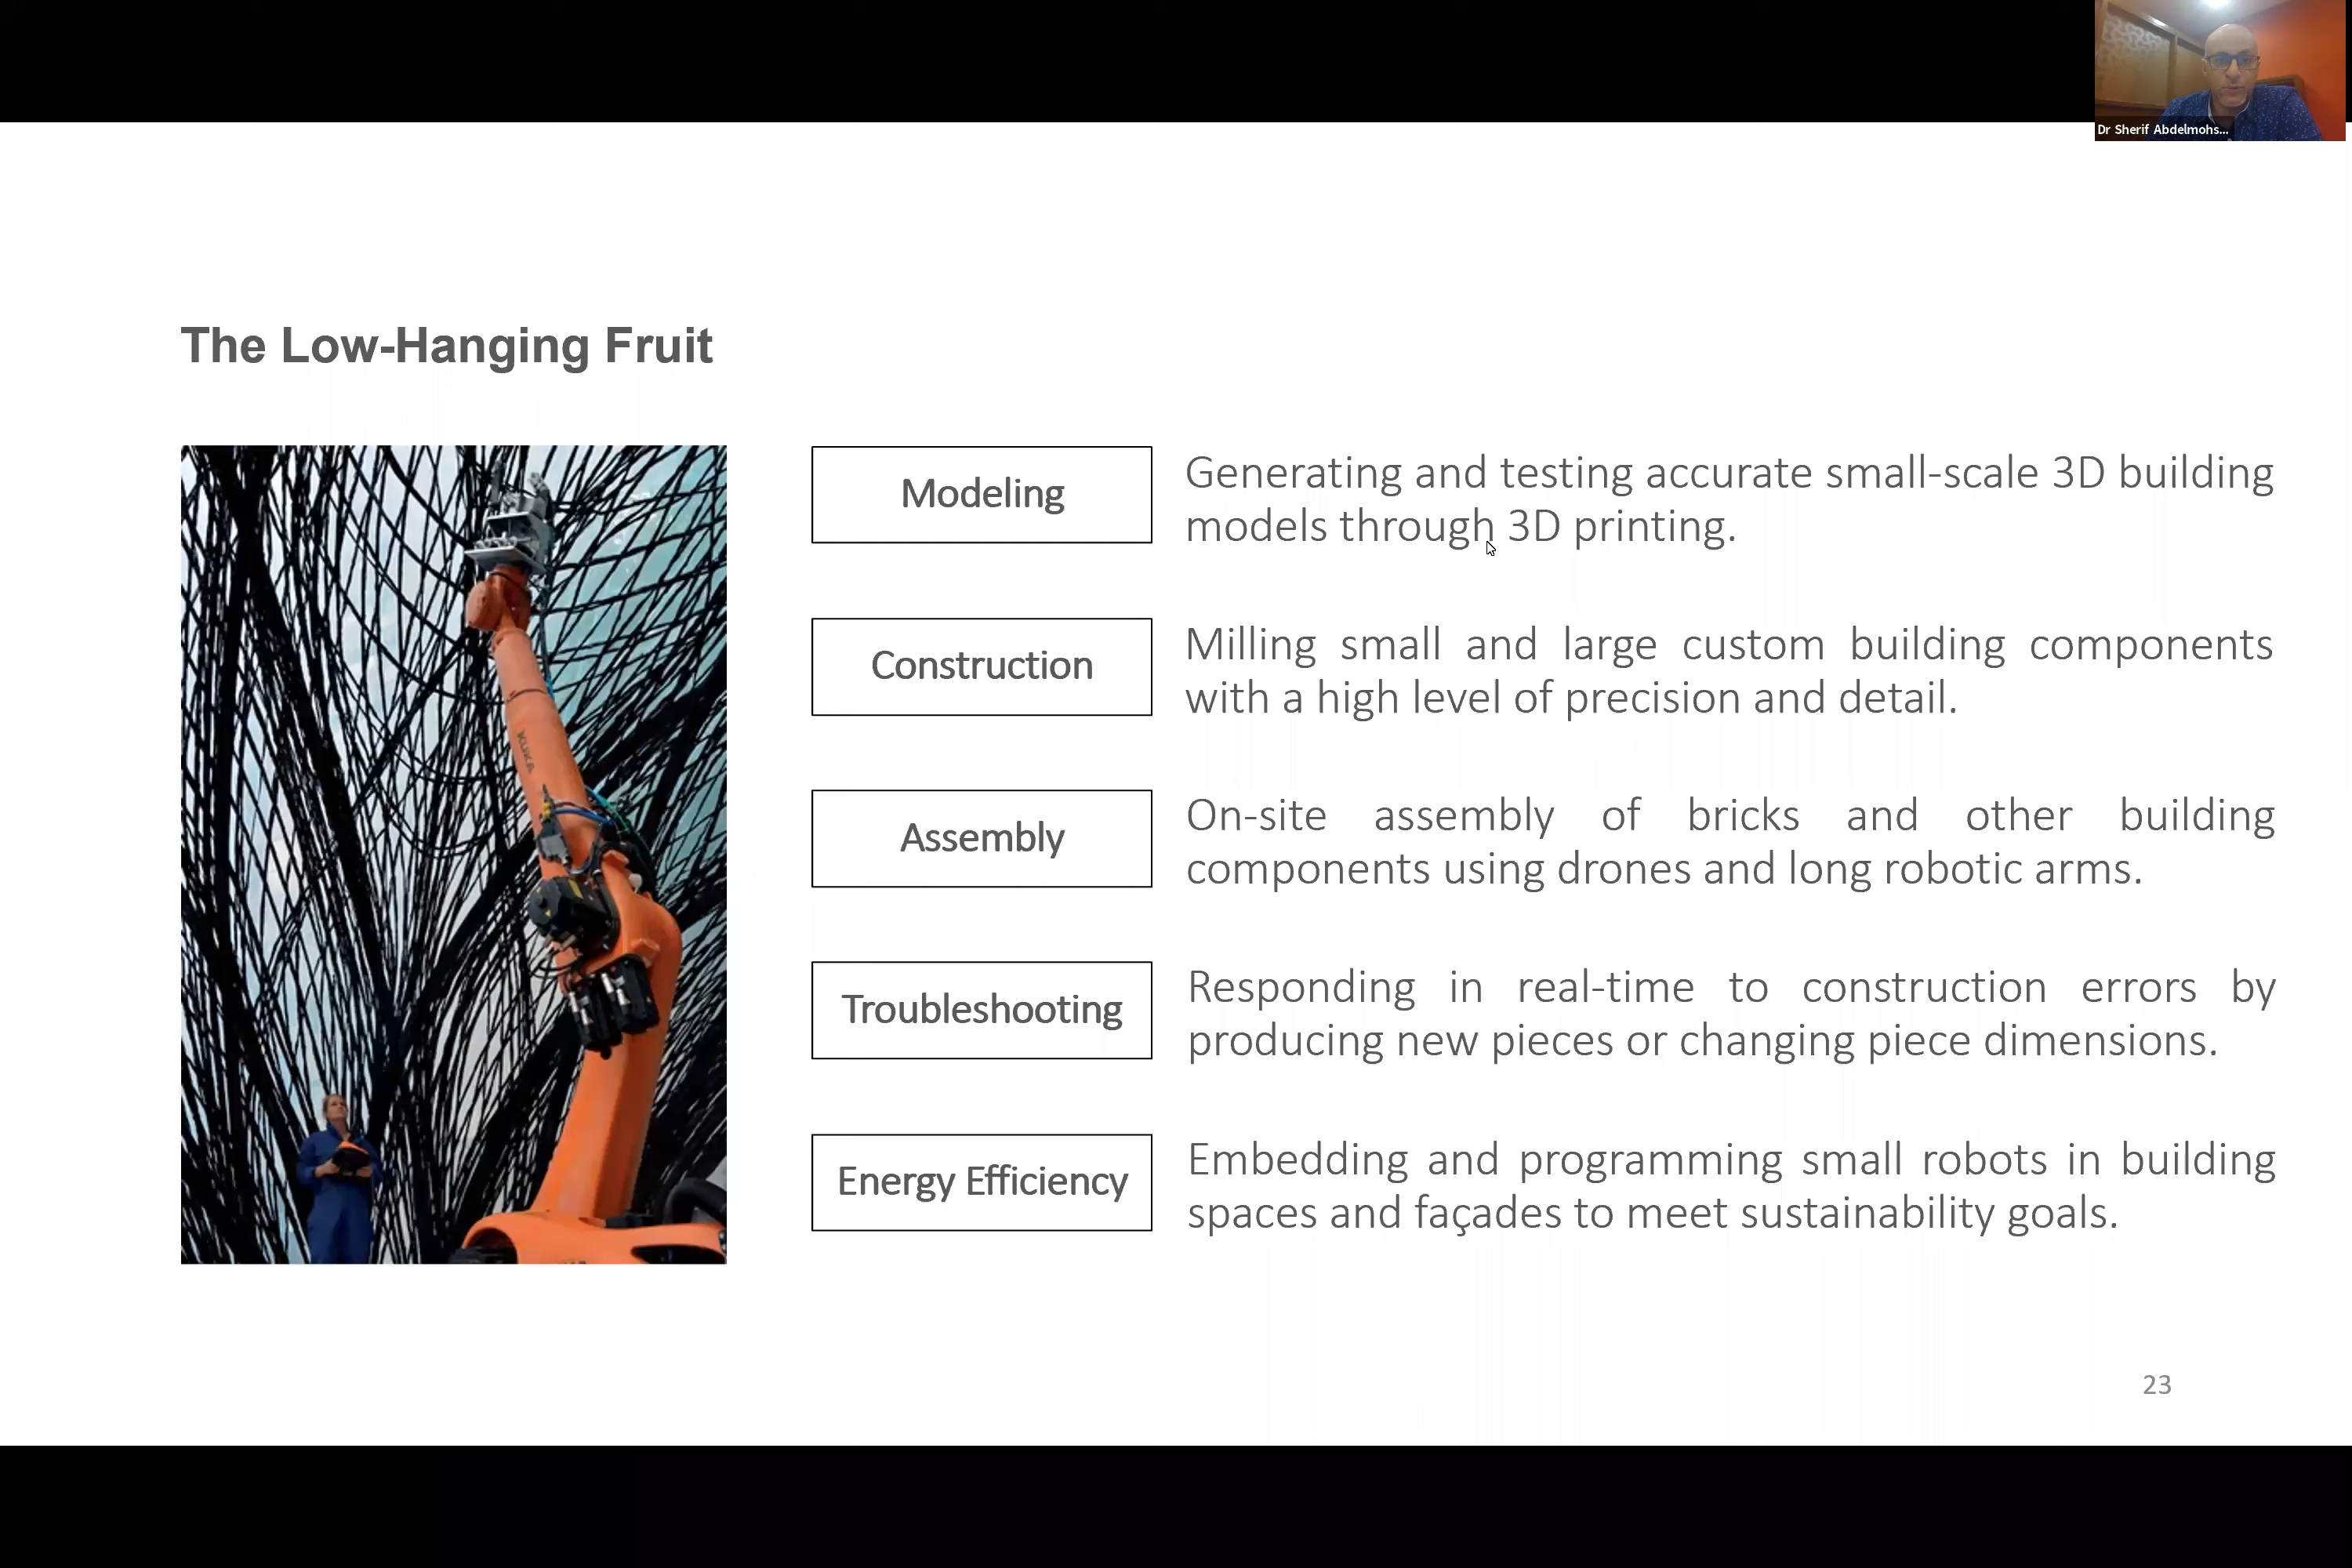 Dr Sherif Abdelmohs...
The Low-Hanging Fruit
KUKA
Modeling
Generating and testing accurate small-scale 3D building
models through 3D printing.
Construction
Milling small and large custom building components
with a high level of precision and detail.
Assembly
On-site assembly of bricks and other building
components using drones and long robotic arms.
Troubleshooting
Responding in real-time to construction errors by
producing new pieces or changing piece dimensions.
Energy Efficiency
Embedding and programming small robots in building
spaces and façades to meet sustainability goals.
23